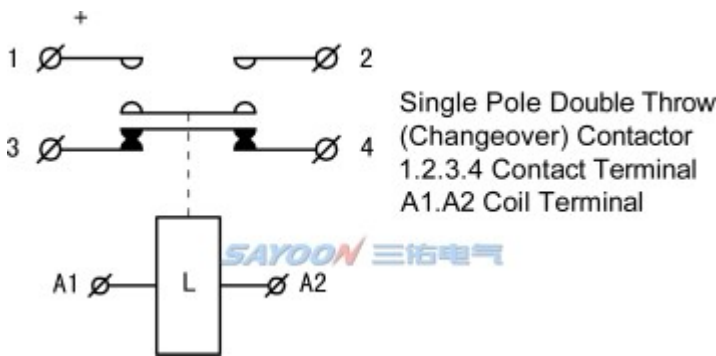 +
1 2
Single Pole Double Throw
(Changeover) Contactor
3 4
1.2.3.4 Contact Terminal
A1.A2 Coil Terminal
SAYOON 三佑电气
A1 L A2